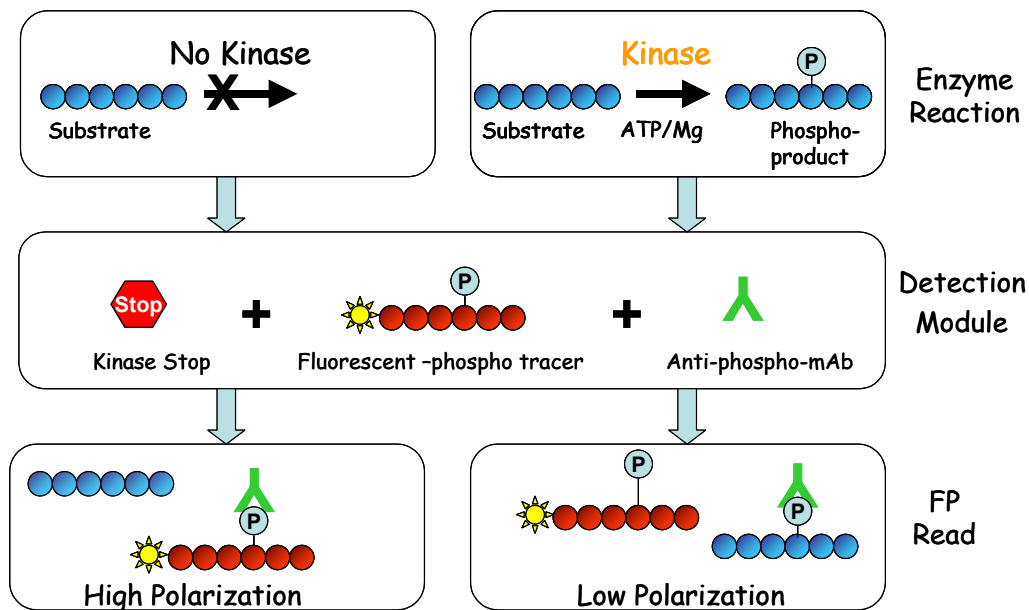 No Kinase
Substrate
Kinase
P
Substrate
ATP/Mg
Phospho-
product
Enzyme
Reaction
Stop
Kinase Stop
+
P
Fluorescent –phospho tracer
+
Anti-phospho-mAb
Detection
Module
P
High Polarization
P
P
Low Polarization
FP
Read